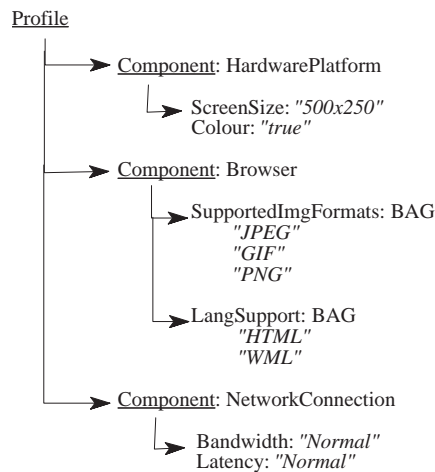 Profile
Component: HardwarePlatform
ScreenSize: "500x250"
Colour: "true"
Component: Browser
SupportedImgFormats: BAG
"JPEG"
"GIF"
"PNG"
LangSupport: BAG
"HTML"
"WML"
Component: NetworkConnection
Bandwidth: "Normal"
Latency: "Normal"